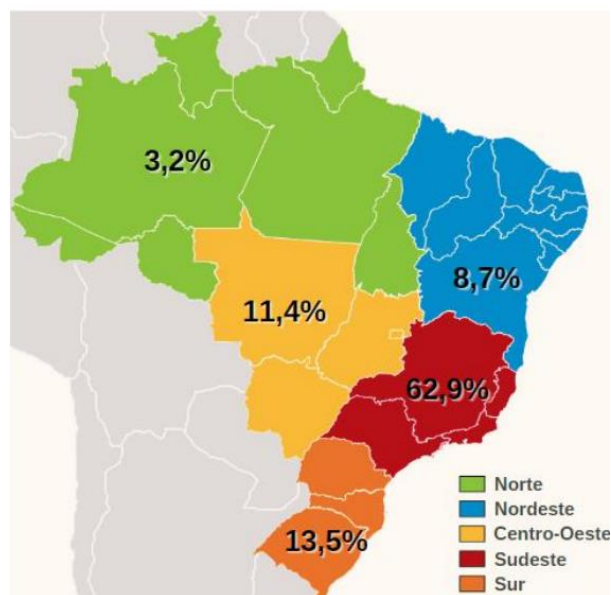 3,2%
8,7%
11,4%
62,9%
13,5%
Norte
Nordeste
Centro-Oeste
Sudeste
Sur